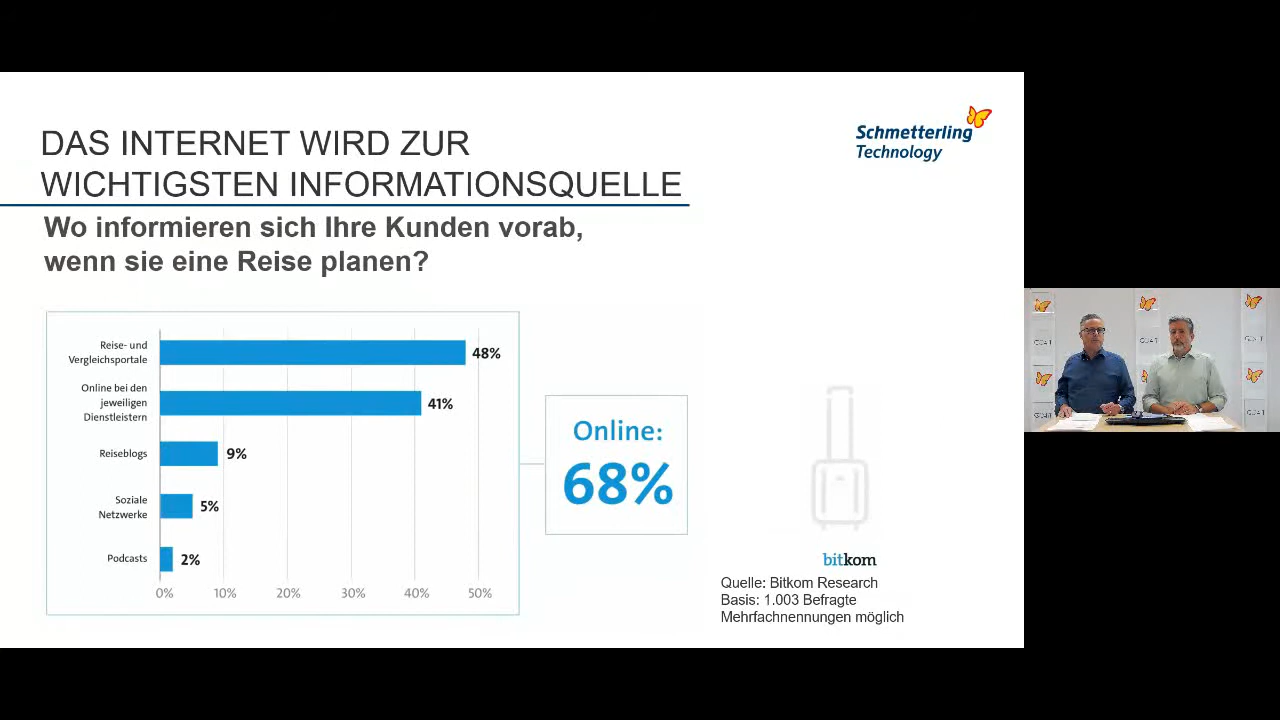 DAS INTERNET WIRD ZUR
WICHTIGSTEN INFORMATIONSQUELLE
Schmetterling
Technology
Wo informieren sich Ihre Kunden vorab,
wenn sie eine Reise planen?
Reise- und
Vergleichsportale
48%
Online bei den
jeweiligen
Dienstleistern
41%
Reiseblogs
9%
Soziale
Netzwerke
5%
Podcasts
2%
0% 10% 20% 30% 40% 50%
Online:
68%
bitkom
Quelle: Bitkom Research
Basis: 1.003 Befragte
Mehrfachnennungen möglich